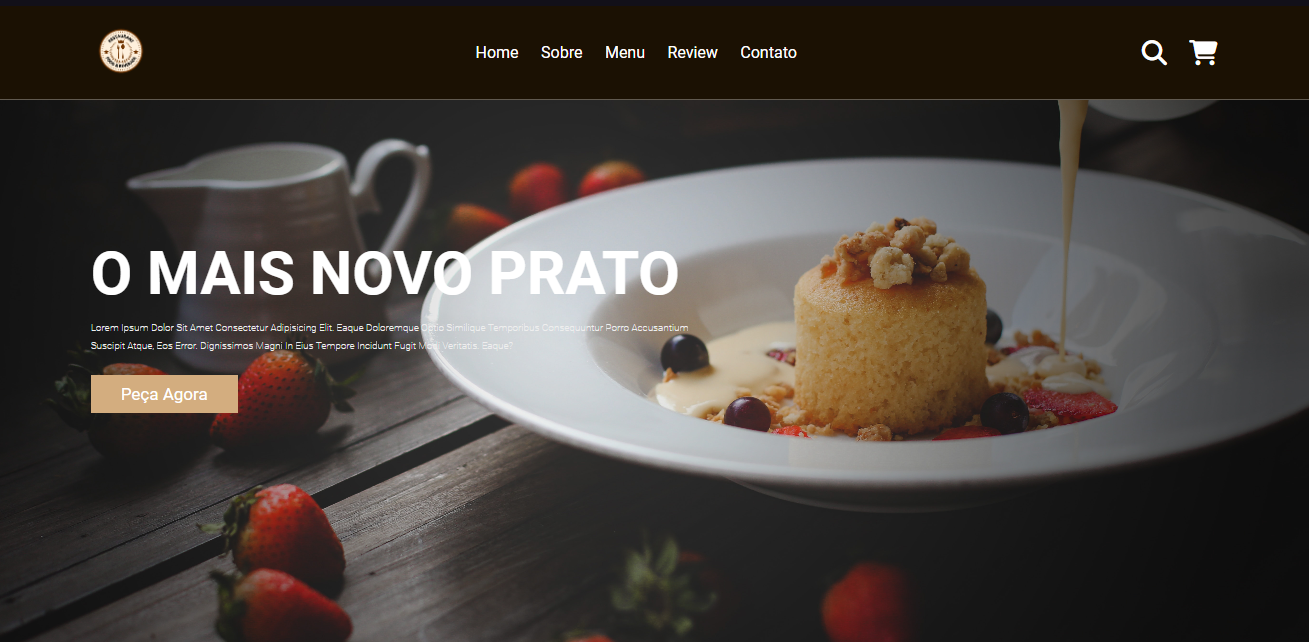 Home Sobre Menu Review Contato
O MAIS NOVO PRATO
Lorem Ipsum Dolor Sit Amet Consectetur Adipisicing Elit. Eaque Doloremque Optio Similique Temporibus Consequuntur Porro Accusantium
Suscipit Atque, Eos Error. Dignissimos Magni In Eius Tempore Incidunt Fugit Modi Veritatis. Eaque?
Peça Agora